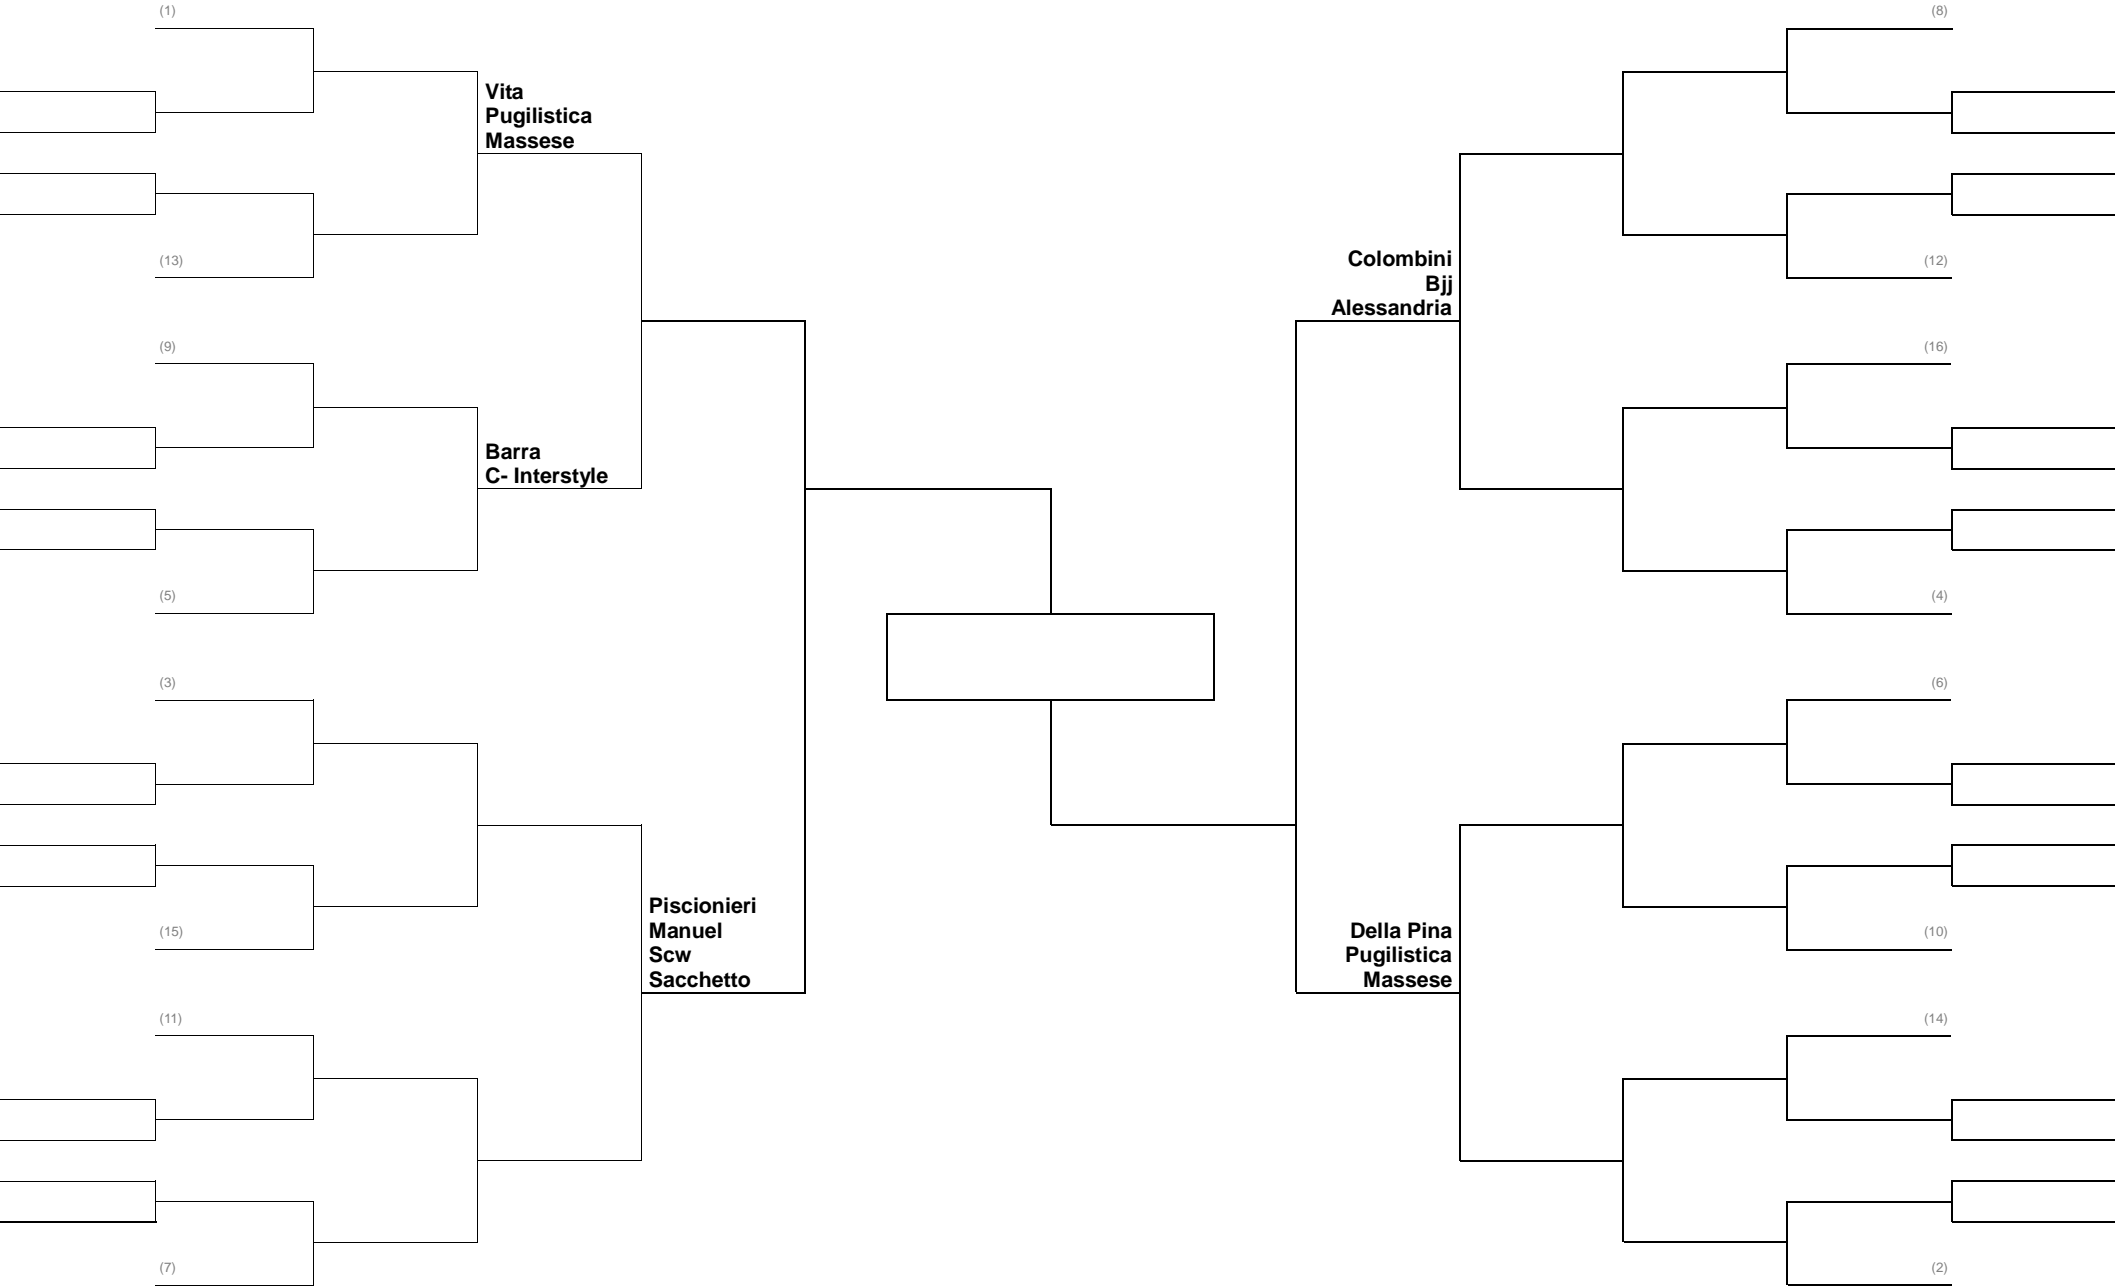 (1)
(8)
Vita
Pugilistica
Massese
(13)
Colombini
Bjj
Alessandria
(12)
(9)
(16)
Barra
C- Interstyle
(5)
(4)
(3)
(6)
Piscionieri
Manuel
Scw
Sacchetto
(15)
Della Pina
Pugilistica
Massese
(10)
(11)
(14)
(7)
(2)